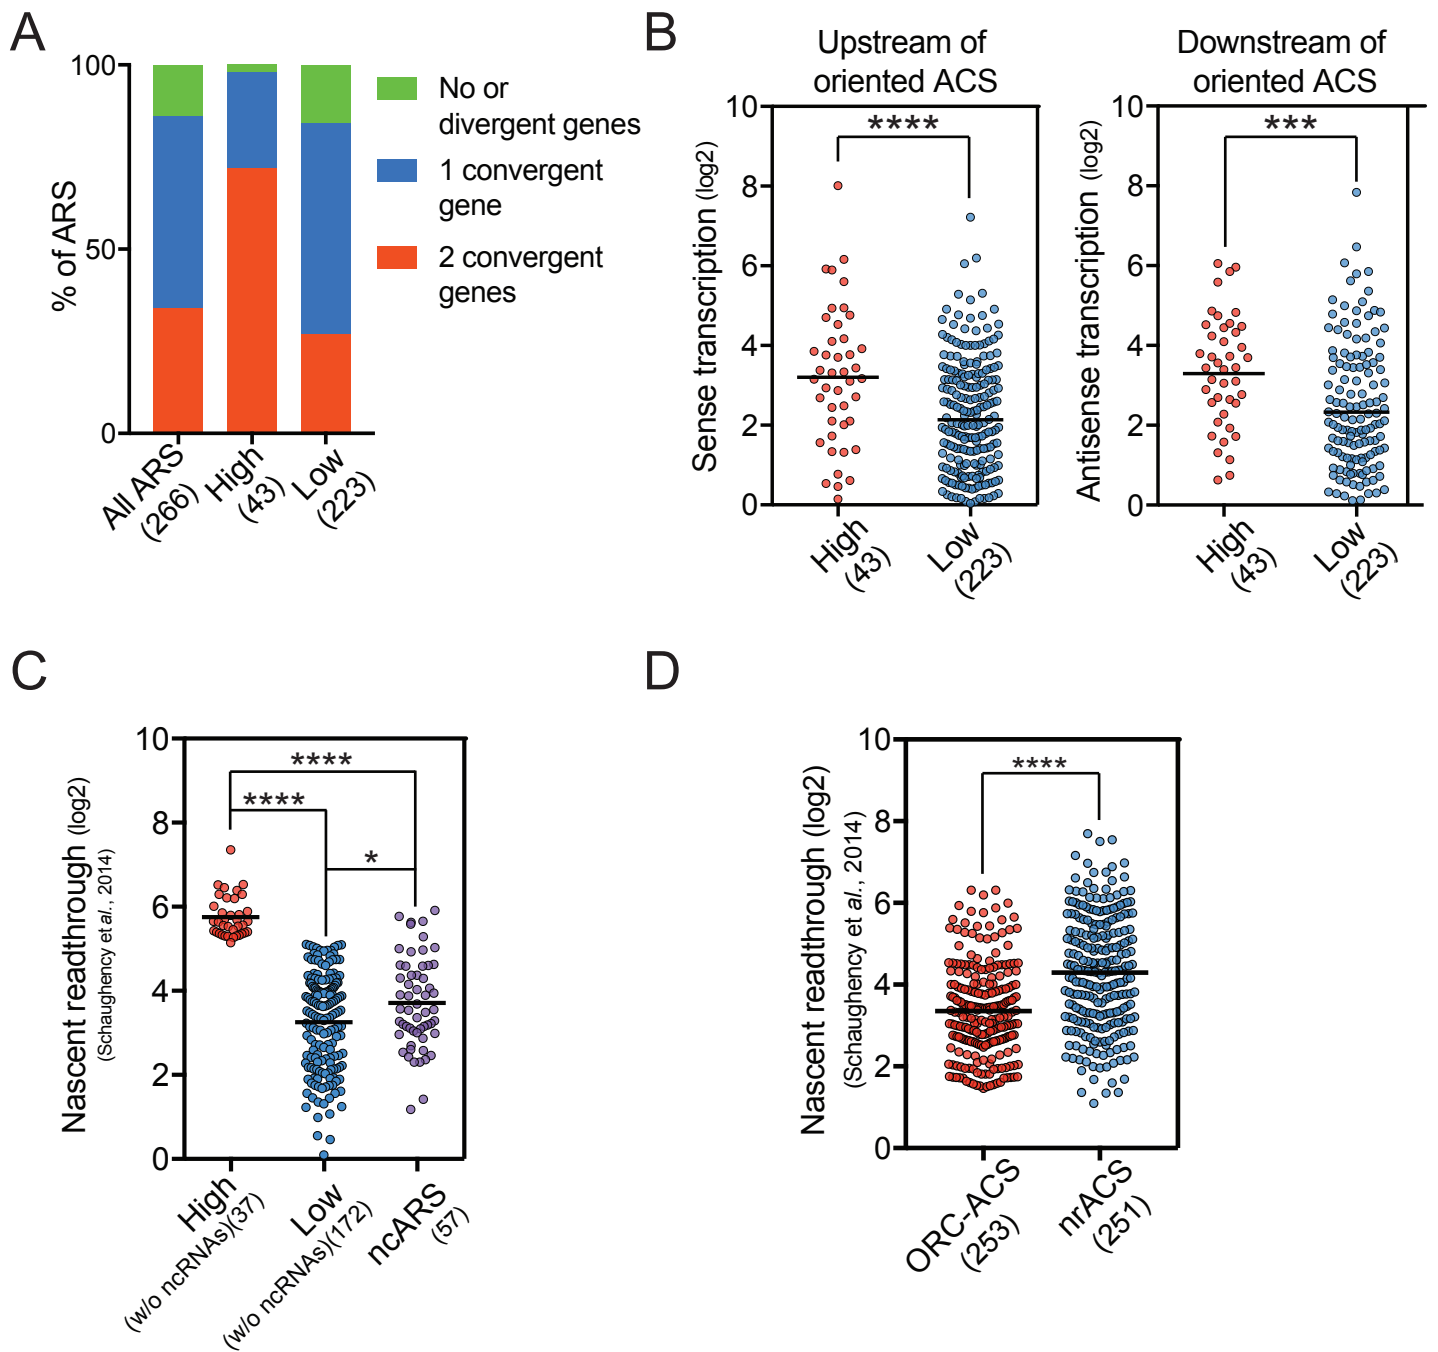 A
% of ARS
100
50
0
All ARS
(266)
High
(43)
Low
(223)
No or
divergent genes
1 convergent
gene
2 convergent
genes
B
Upstream of
oriented ACS
Sense transcription (log2)
10
8
6
4
2
0
****
High
(43)
Low
(223)
Downstream of
oriented ACS
Antisense transcription (log2)
10
8
6
4
2
0
***
High
(43)
Low
(223)
C
Nascent readthrough (log2)
(Schaughency et al., 2014)
10
8
6
4
2
0
****
****
*
High
(w/o ncRNAs)(37)
Low
(w/o ncRNAs)(172)
ncARS
(57)
D
Nascent readthrough (log2)
(Schaughency et al., 2014)
10
8
6
4
2
0
****
ORC-ACS
(253)
nrACS
(251)